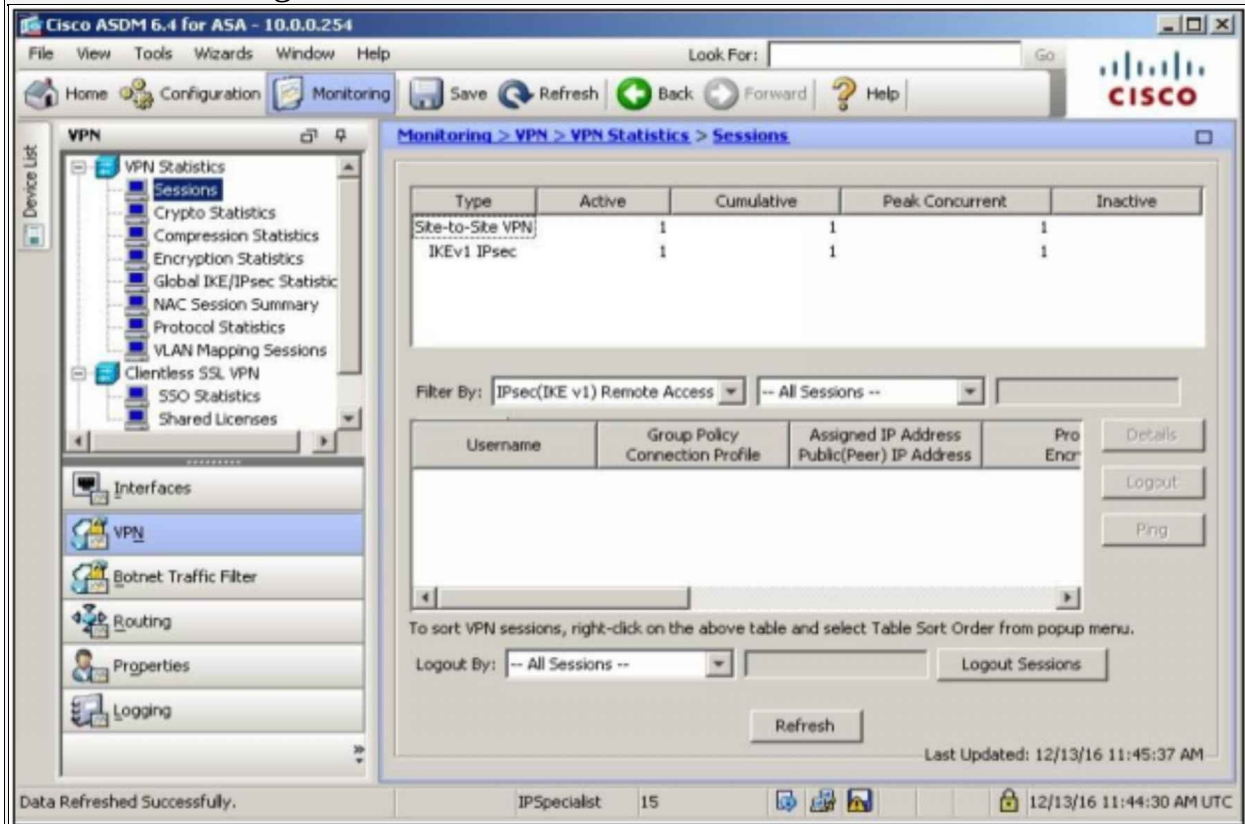 Cisco ASDM 6.4 for ASA - 10.0.0.254
File View Tools Wizards Window Help Look For: Go
Home Configuration Monitoring Save Refresh Back Forward Help
CISCO
Device List
VPN
VPN Statistics
Sessions
Crypto Statistics
Compression Statistics
Encryption Statistics
Global IKE/IPsec Statistic
NAC Session Summary
Protocol Statistics
VLAN Mapping Sessions
Clientless SSL VPN
SSO Statistics
Shared Licenses
Interfaces
VPN
Botnet Traffic Filter
Routing
Properties
Logging
Monitoring > VPN > VPN Statistics > Sessions
Type Active Cumulative Peak Concurrent Inactive
Site-to-Site VPN 1 1 1
IKEv1 IPsec 1 1 1
Filter By: IPsec(IKE v1) Remote Access -- All Sessions --
Username Group Policy Assigned IP Address Pro
Connection Profile Public(Peer) IP Address Encr
Details
Logout
Ping
To sort VPN sessions, right-click on the above table and select Table Sort Order from popup menu.
Logout By: -- All Sessions -- Logout Sessions
Refresh
Last Updated: 12/13/16 11:45:37 AM
Data Refreshed Successfully. IPSpecialist 15 12/13/16 11:44:30 AM UTC